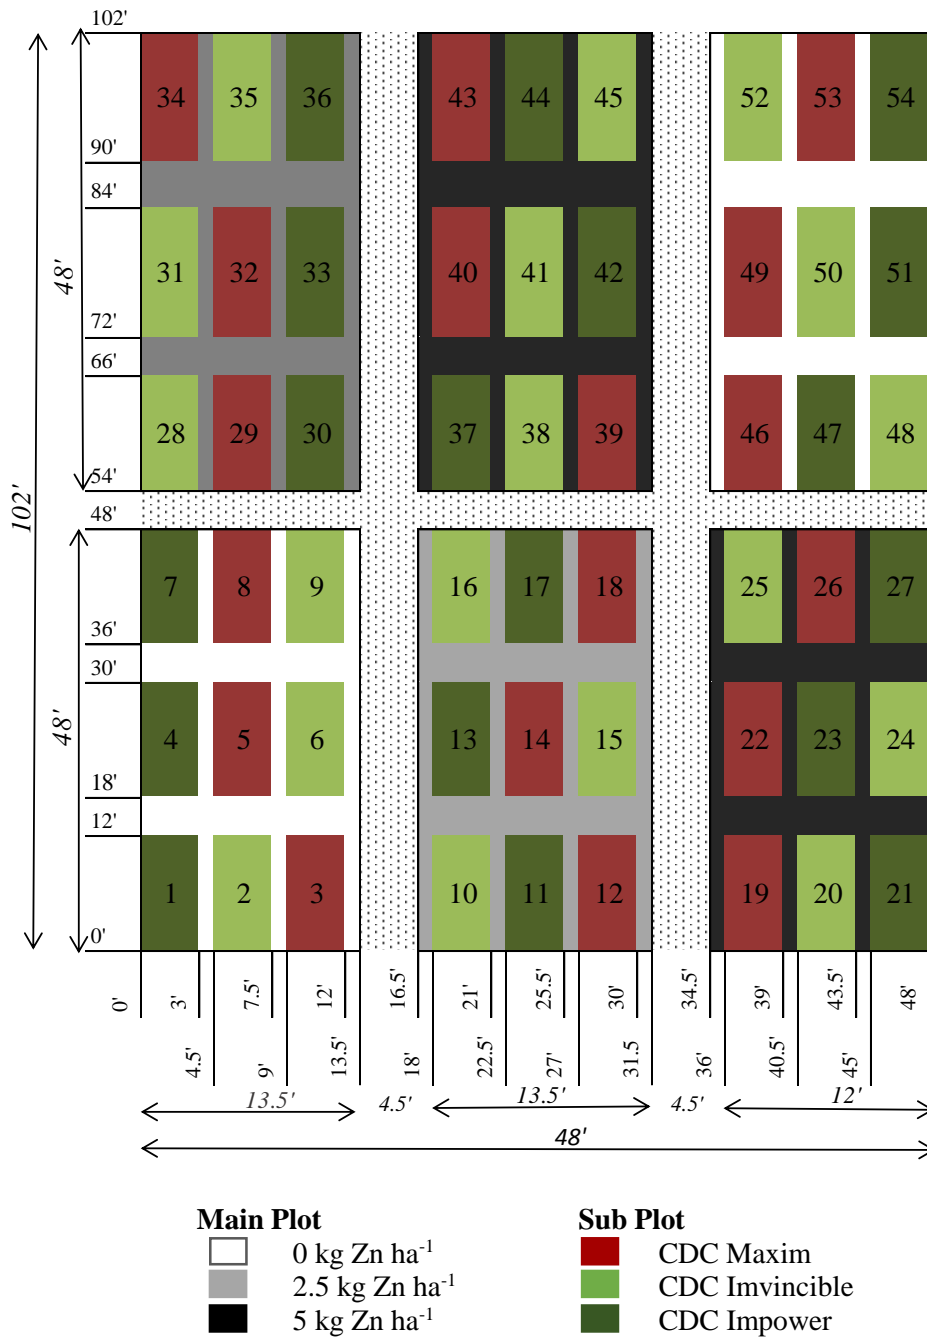 102'
34 35 36 43 44 45 52 53 54
90'
84'
31 32 33 40 41 42 49 50 51
48'
72'
66'
28 29 30 37 38 39 46 47 48
54'
102'
48'
7 8 9 16 17 18 25 26 27
36'
30'
4 5 6 13 14 15 22 23 24
48'
18'
12'
1 2 3 10 11 12 19 20 21
0'
0' 3' 7.5' 12' 16.5' 21' 25.5' 30' 34.5' 39' 43.5' 48'
4.5' 9' 13.5' 18' 22.5' 27' 31.5 36' 40.5' 45'
13.5' 4.5' 13.5' 4.5' 12'
48'
Main Plot
0 kg Zn ha⁻¹
2.5 kg Zn ha⁻¹
5 kg Zn ha⁻¹
Sub Plot
CDC Maxim
CDC Imvincible
CDC Impower